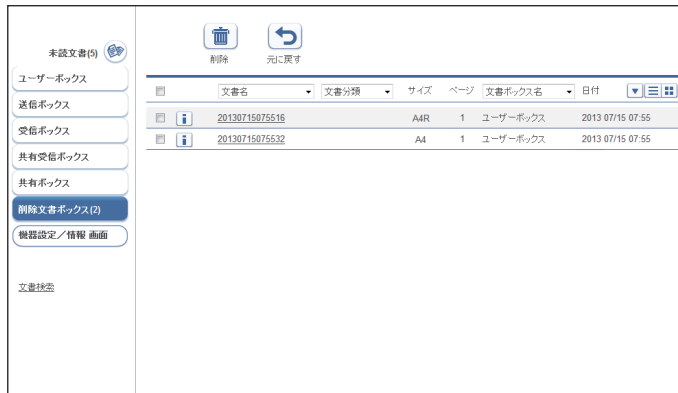 未読文書(5)
ユーザーボックス
送信ボックス
受信ボックス
共有受信ボックス
共有ボックス
削除文書ボックス(2)
機器設定／情報 画面
文書検索
削除 元に戻す
文書名 文書分類 サイズ ページ 文書ボックス名 日付
20130715075516 A4R 1 ユーザーボックス 2013 07/15 07:55
20130715075532 A4 1 ユーザーボックス 2013 07/15 07:55